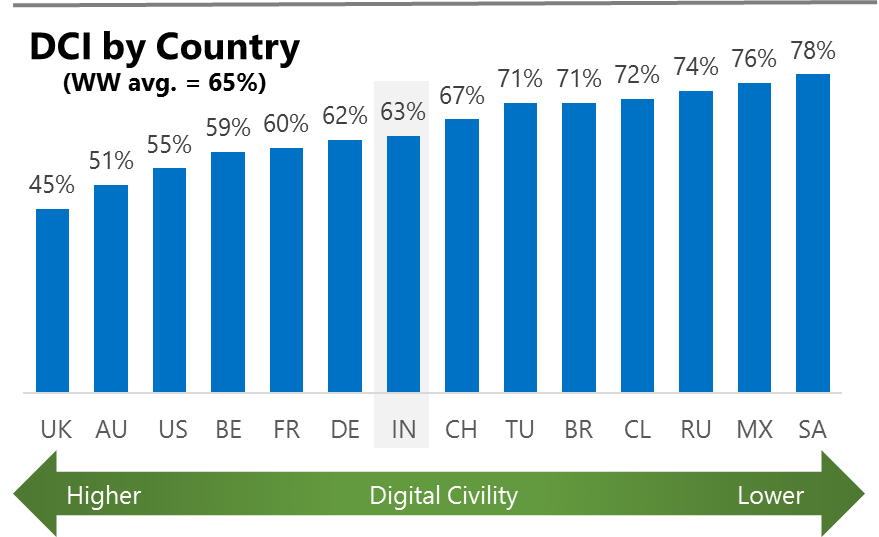 DCI by Country
(WW avg. = 65%)
45% 51% 55% 59% 60% 62% 63% 67% 71% 71% 72% 74% 76% 78%
UK AU US BE FR DE IN CH TU BR CL RU MX SA
Higher Digital Civility Lower